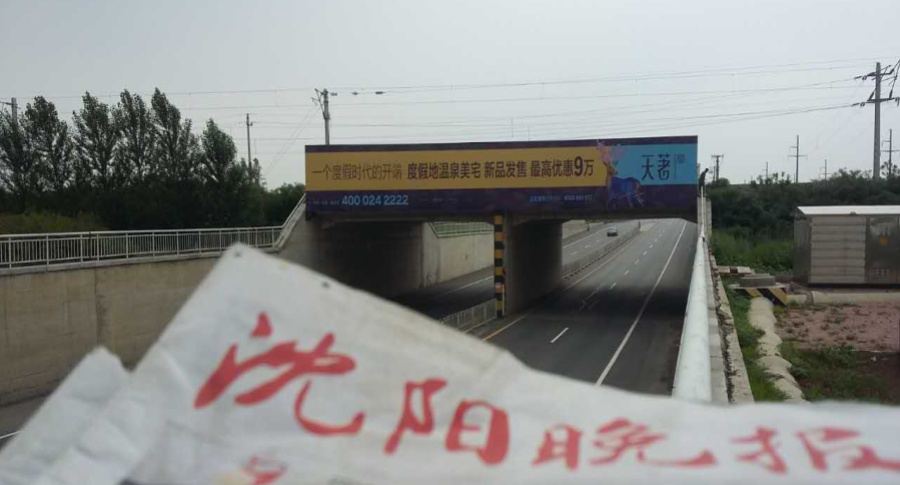 一个度假时代的开端 度假地温泉美宅 新品发售 最高优惠9万
天著
400 024 2222
沈阳晚报